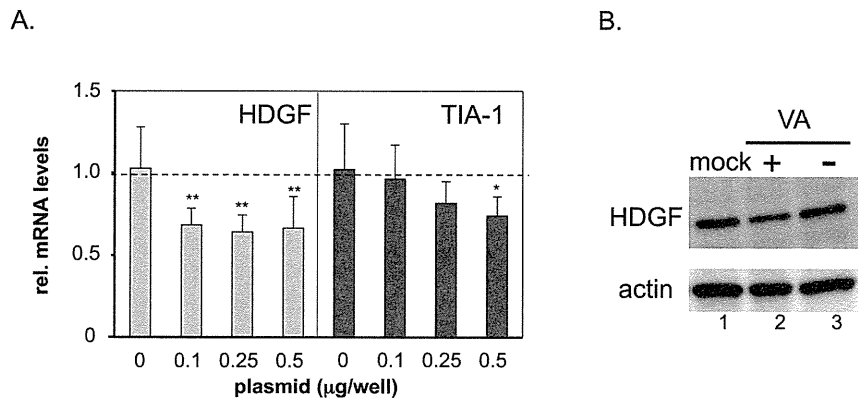 A.
rel. mRNA levels
1.5
1.0
0.5
0
HDGF
TIA-1
** ** ** *
0 0.1 0.25 0.5 0 0.1 0.25 0.5
plasmid (μg/well)
B.
VA
mock + -
HDGF
actin
1 2 3